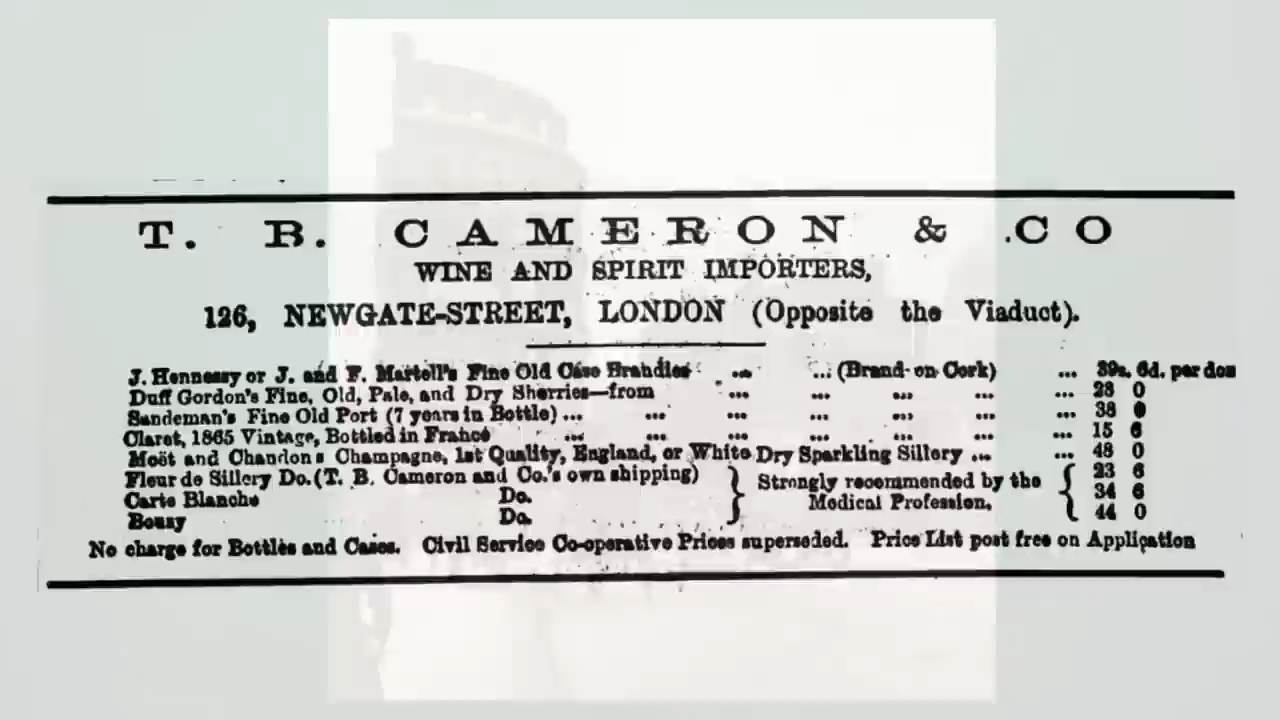 T. B. CAMERON & CO
WINE AND SPIRIT IMPORTERS,
126, NEWGATE-STREET, LONDON (Opposite the Viaduct).
J. Hennessy or J. and F. Martell's Fine Old Case Brandies ... ... (Brand on Cork) ... 39s. 6d. per doz
Duff Gordon's Fine, Old, Pale, and Dry Sherries—from ... ... ... ... ... 28 0
Sandeman's Fine Old Port (7 years in Bottle) ... ... ... ... ... ... ... 38
Claret, 1865 Vintage, Bottled in France ... ... ... ... ... ... ... 15 6
Moët and Chandon's Champagne, 1st Quality, England, or White Dry Sparkling Sillery ... ... 48 0
Fleur de Sillery Do. (T. B. Cameron and Co.'s own shipping) } Strongly recommended by the { 23 6
Carte Blanche Do. Medical Profession. 34 6
Bouzy Do. 44 0
No charge for Bottles and Cases. Civil Service Co-operative Prices superseded. Price List post free on Application